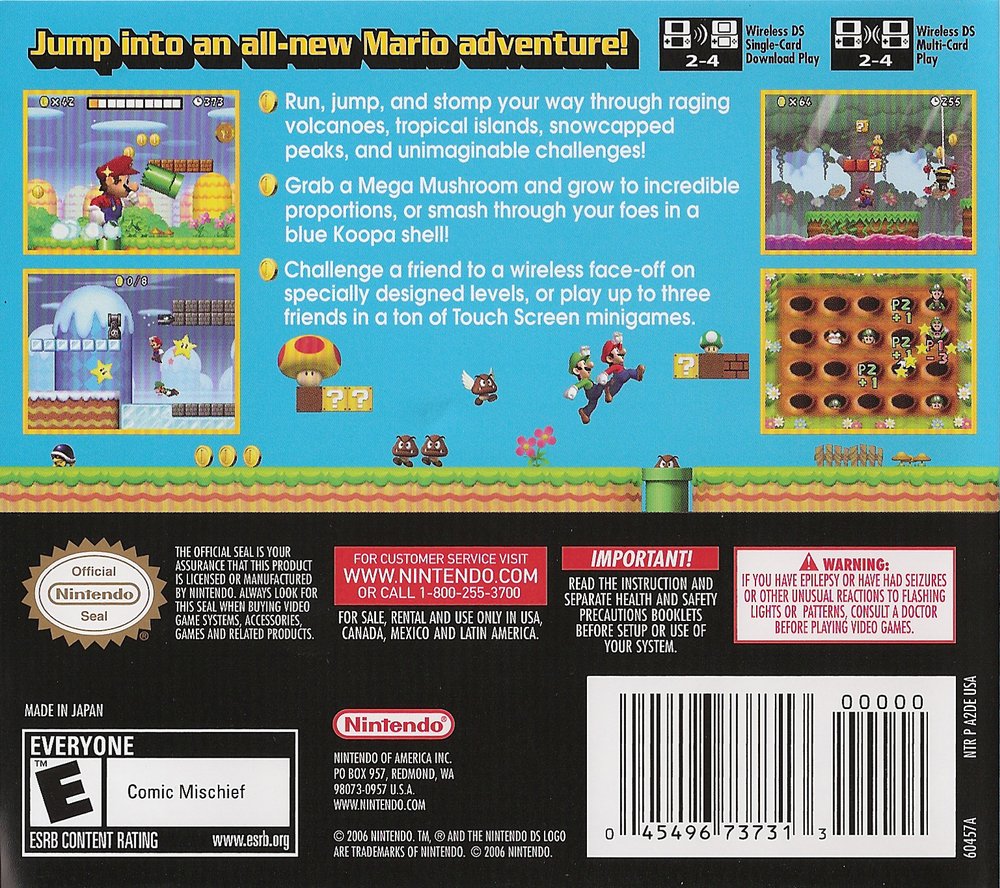 Jump into an all-new Mario adventure!
2-4
Wireless DS
Single-Card
Download Play
2-4
Wireless DS
Multi-Card
Play
x42
373
Run, jump, and stomp your way through raging
volcanoes, tropical islands, snowcapped
peaks, and unimaginable challenges!
Grab a Mega Mushroom and grow to incredible
proportions, or smash through your foes in a
blue Koopa shell!
Challenge a friend to a wireless face-off on
specially designed levels, or play up to three
friends in a ton of Touch Screen minigames.
x64
255
0/8
P2
+1
P2
+1
P1
-3
P2
+1
? ?
?
Official
Nintendo
Seal
®
THE OFFICIAL SEAL IS YOUR
ASSURANCE THAT THIS PRODUCT
IS LICENSED OR MANUFACTURED
BY NINTENDO. ALWAYS LOOK FOR
THIS SEAL WHEN BUYING VIDEO
GAME SYSTEMS, ACCESSORIES,
GAMES AND RELATED PRODUCTS.
FOR CUSTOMER SERVICE VISIT
WWW.NINTENDO.COM
OR CALL 1-800-255-3700
FOR SALE, RENTAL AND USE ONLY IN USA,
CANADA, MEXICO AND LATIN AMERICA.
IMPORTANT!
READ THE INSTRUCTION AND
SEPARATE HEALTH AND SAFETY
PRECAUTIONS BOOKLETS
BEFORE SETUP OR USE OF
YOUR SYSTEM.
WARNING:
IF YOU HAVE EPILEPSY OR HAVE HAD SEIZURES
OR OTHER UNUSUAL REACTIONS TO FLASHING
LIGHTS OR PATTERNS, CONSULT A DOCTOR
BEFORE PLAYING VIDEO GAMES.
MADE IN JAPAN
EVERYONE
TM
E
Comic Mischief
ESRB CONTENT RATING www.esrb.org
Nintendo®
NINTENDO OF AMERICA INC.
PO BOX 957, REDMOND, WA
98073-0957 U.S.A.
WWW.NINTENDO.COM
© 2006 NINTENDO. TM, ® AND THE NINTENDO DS LOGO
ARE TRADEMARKS OF NINTENDO. © 2006 NINTENDO.
00000
0 45496 73731 3
NTR P A2DE USA
60457A